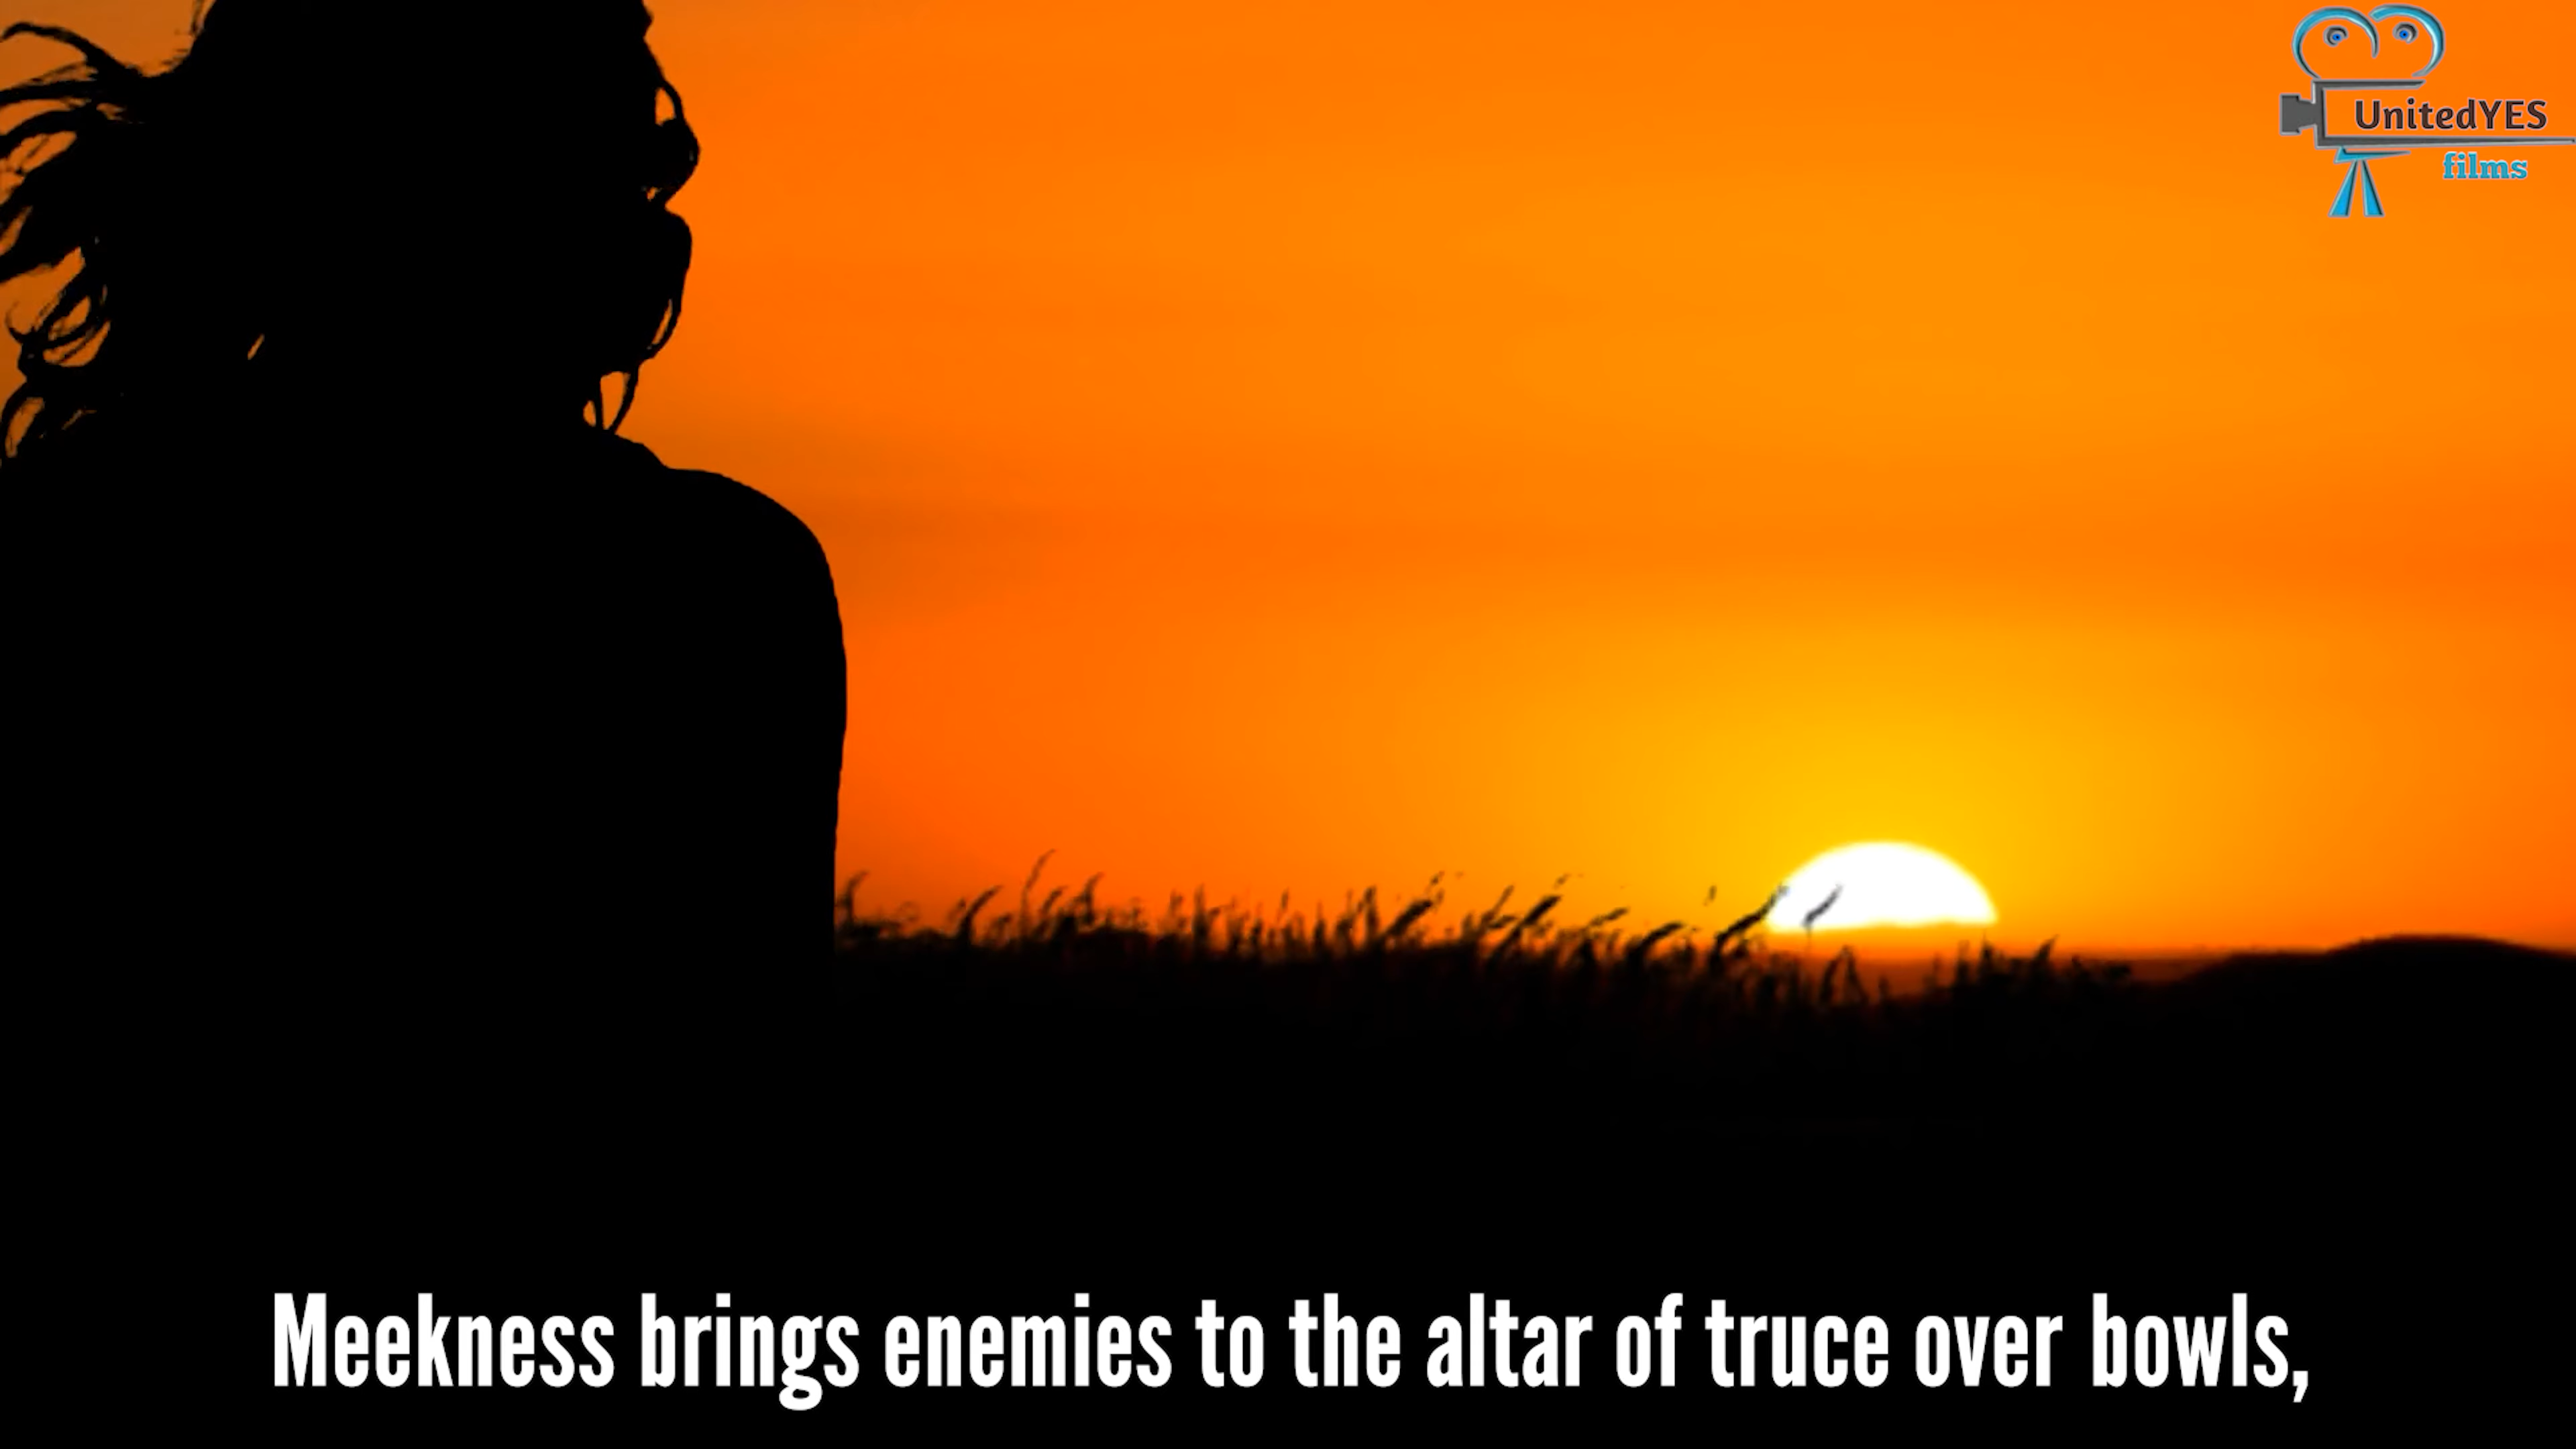 UnitedYES
films
Meekness brings enemies to the altar of truce over bowls,